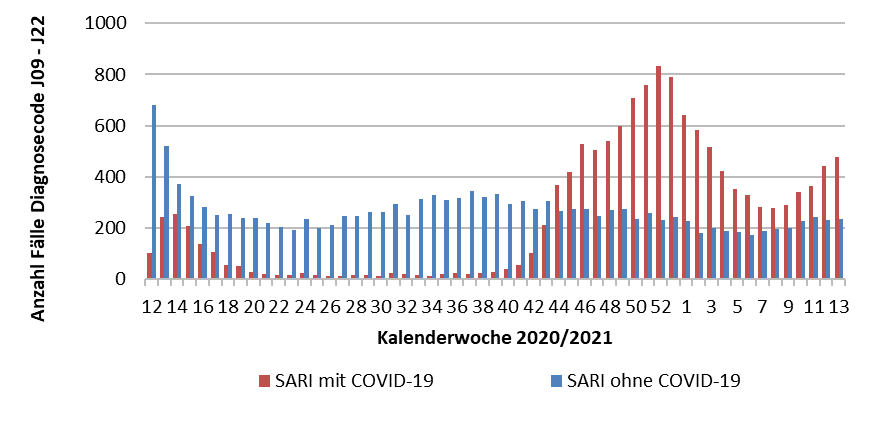 Anzahl Fälle Diagnosecode J09 - J22
1000
800
600
400
200
0
12 14 16 18 20 22 24 26 28 30 32 34 36 38 40 42 44 46 48 50 52 1 3 5 7 9 11 13
Kalenderwoche 2020/2021
SARI mit COVID-19 SARI ohne COVID-19